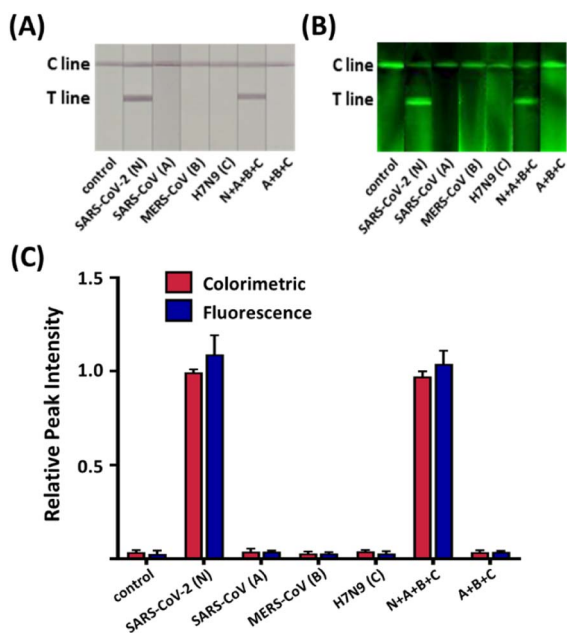 (A)
C line
T line
control
SARS-CoV-2 (N)
SARS-CoV (A)
MERS-CoV (B)
H7N9 (C)
N+A+B+C
A+B+C
(B)
C line
T line
control
SARS-CoV-2 (N)
SARS-CoV (A)
MERS-CoV (B)
H7N9 (C)
N+A+B+C
A+B+C
(C)
Relative Peak Intensity
1.5
1.0
0.5
Colorimetric
Fluorescence
control
SARS-CoV-2 (N)
SARS-CoV (A)
MERS-CoV (B)
H7N9 (C)
N+A+B+C
A+B+C